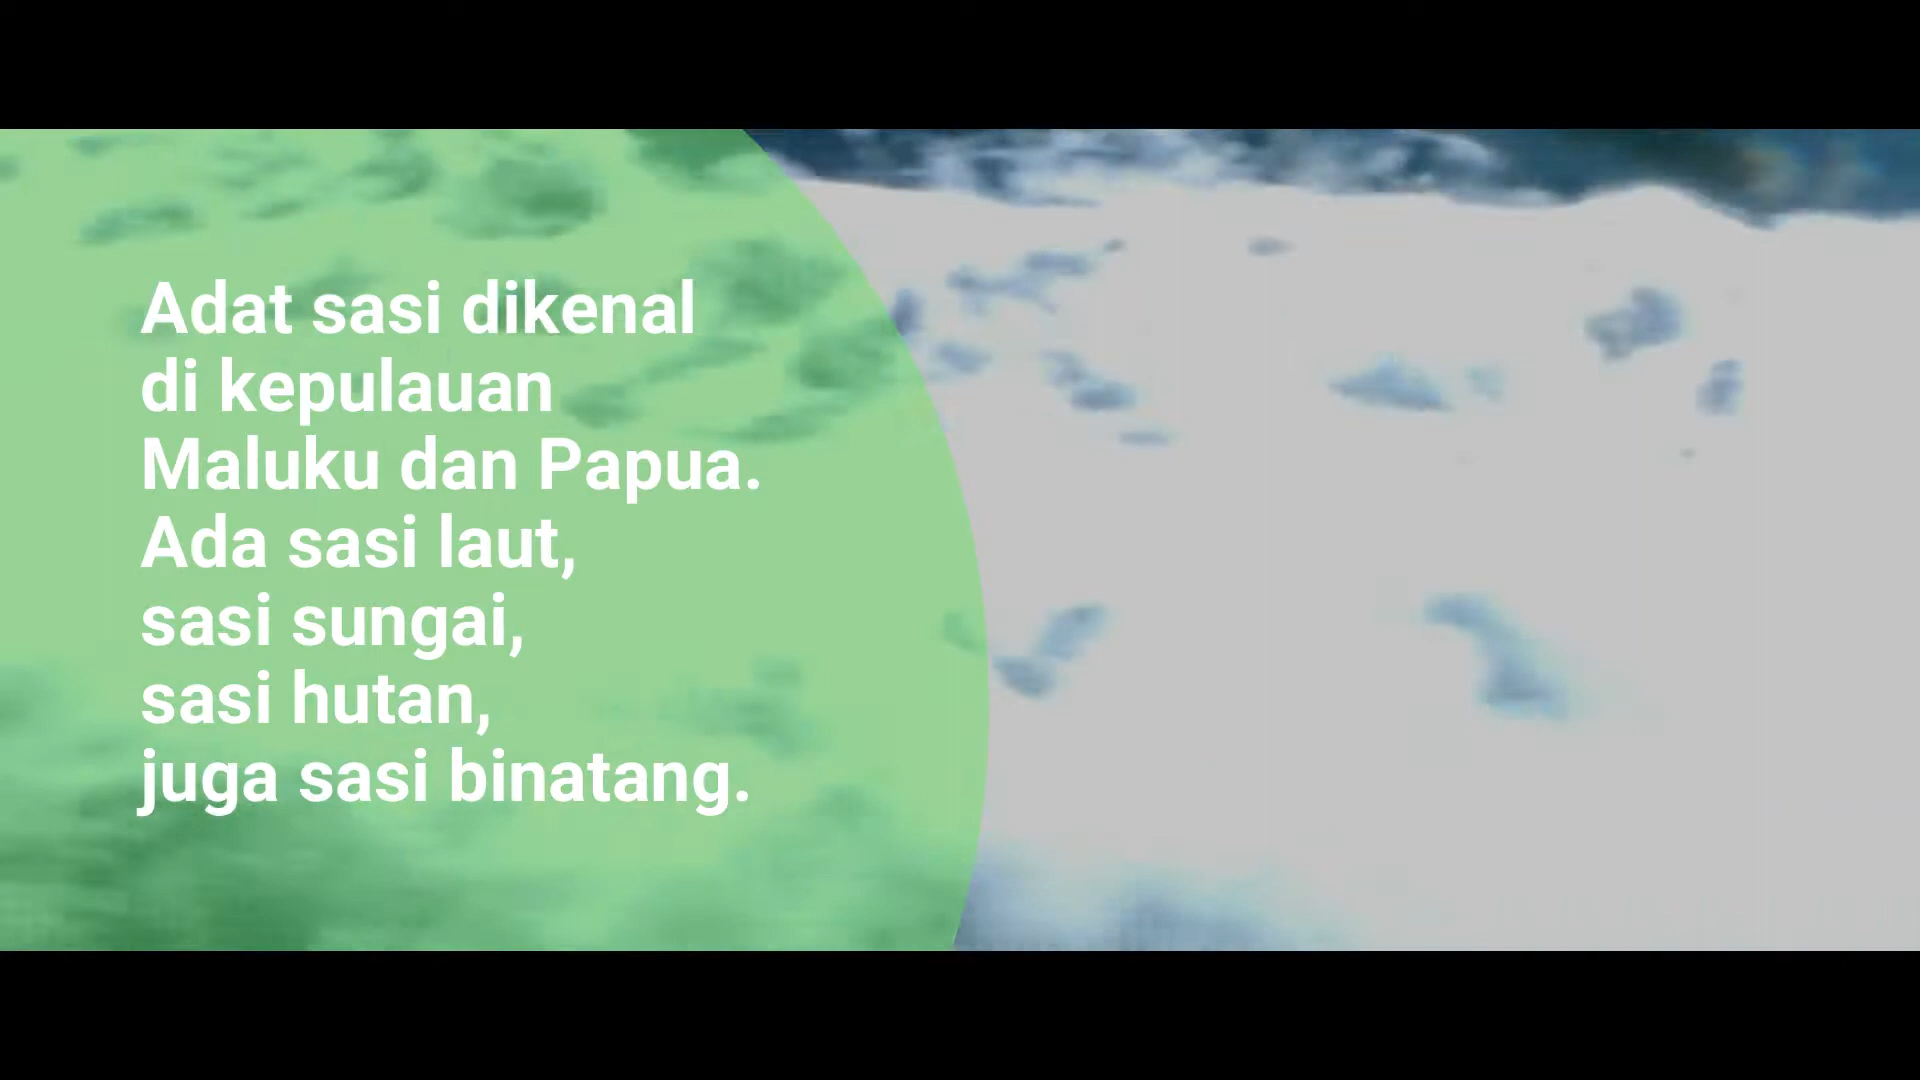 Adat sasi dikenal
di kepulauan
Maluku dan Papua.
Ada sasi laut,
sasi sungai,
sasi hutan,
juga sasi binatang.